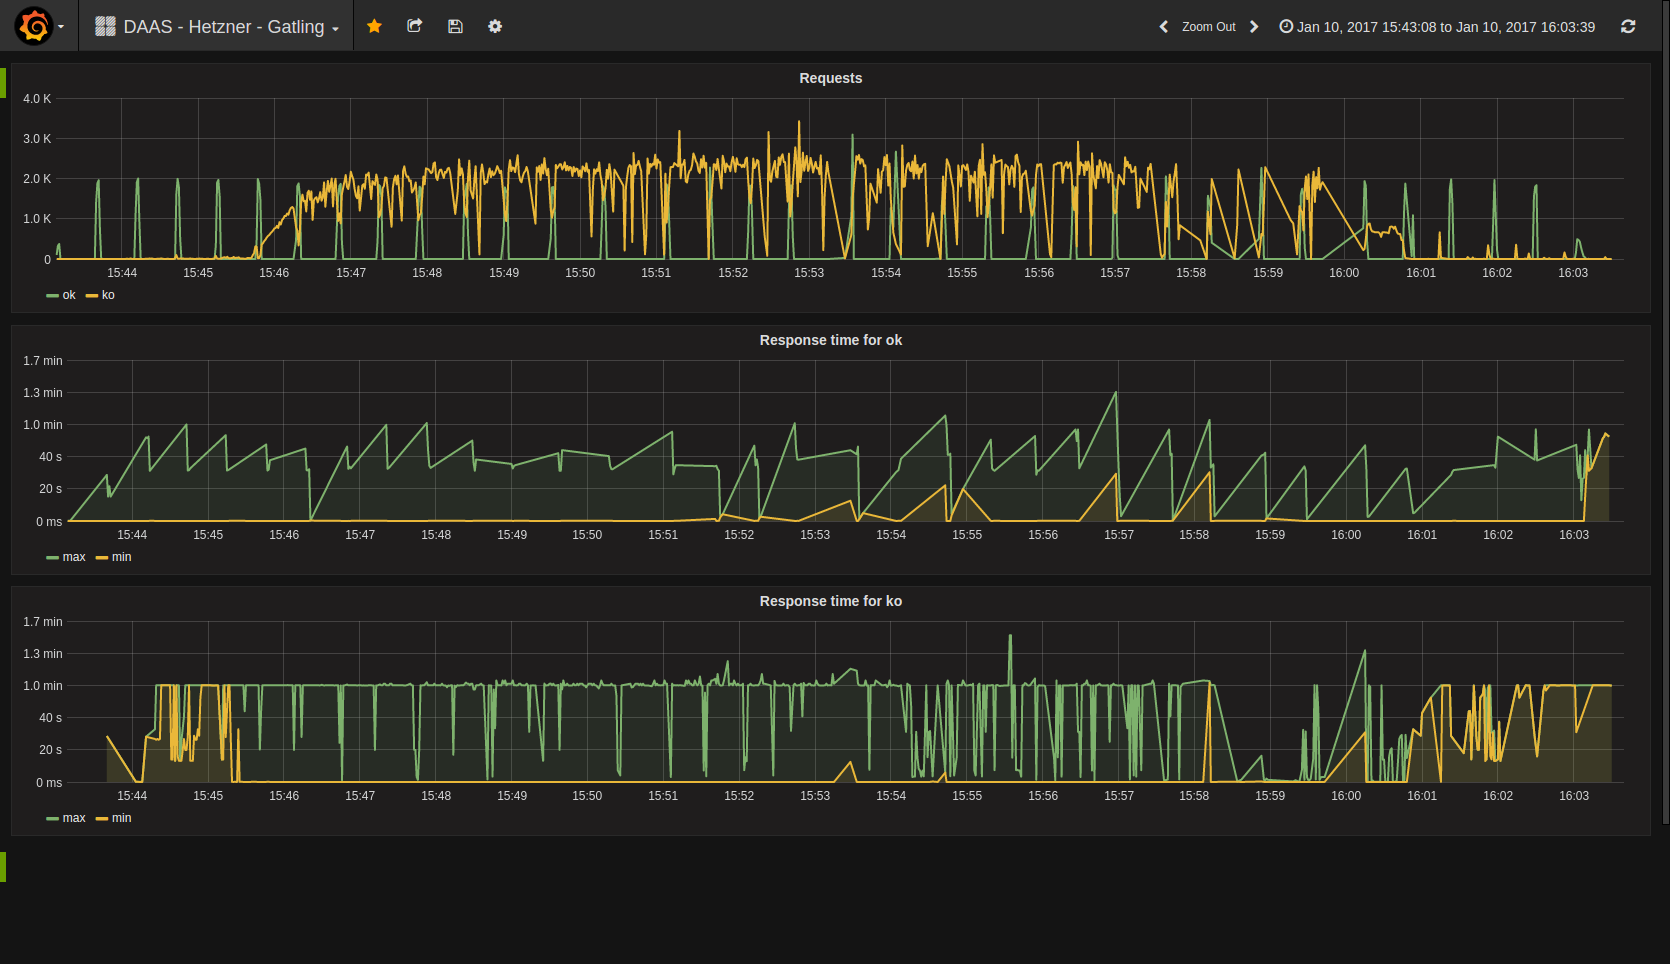 DAAS - Hetzner - Gatling
Zoom Out
Jan 10, 2017 15:43:08 to Jan 10, 2017 16:03:39
Requests
4.0 K
3.0 K
2.0 K
1.0 K
0
15:44 15:45 15:46 15:47 15:48 15:49 15:50 15:51 15:52 15:53 15:54 15:55 15:56 15:57 15:58 15:59 16:00 16:01 16:02 16:03
ok ko
Response time for ok
1.7 min
1.3 min
1.0 min
40 s
20 s
0 ms
15:44 15:45 15:46 15:47 15:48 15:49 15:50 15:51 15:52 15:53 15:54 15:55 15:56 15:57 15:58 15:59 16:00 16:01 16:02 16:03
max min
Response time for ko
1.7 min
1.3 min
1.0 min
40 s
20 s
0 ms
15:44 15:45 15:46 15:47 15:48 15:49 15:50 15:51 15:52 15:53 15:54 15:55 15:56 15:57 15:58 15:59 16:00 16:01 16:02 16:03
max min